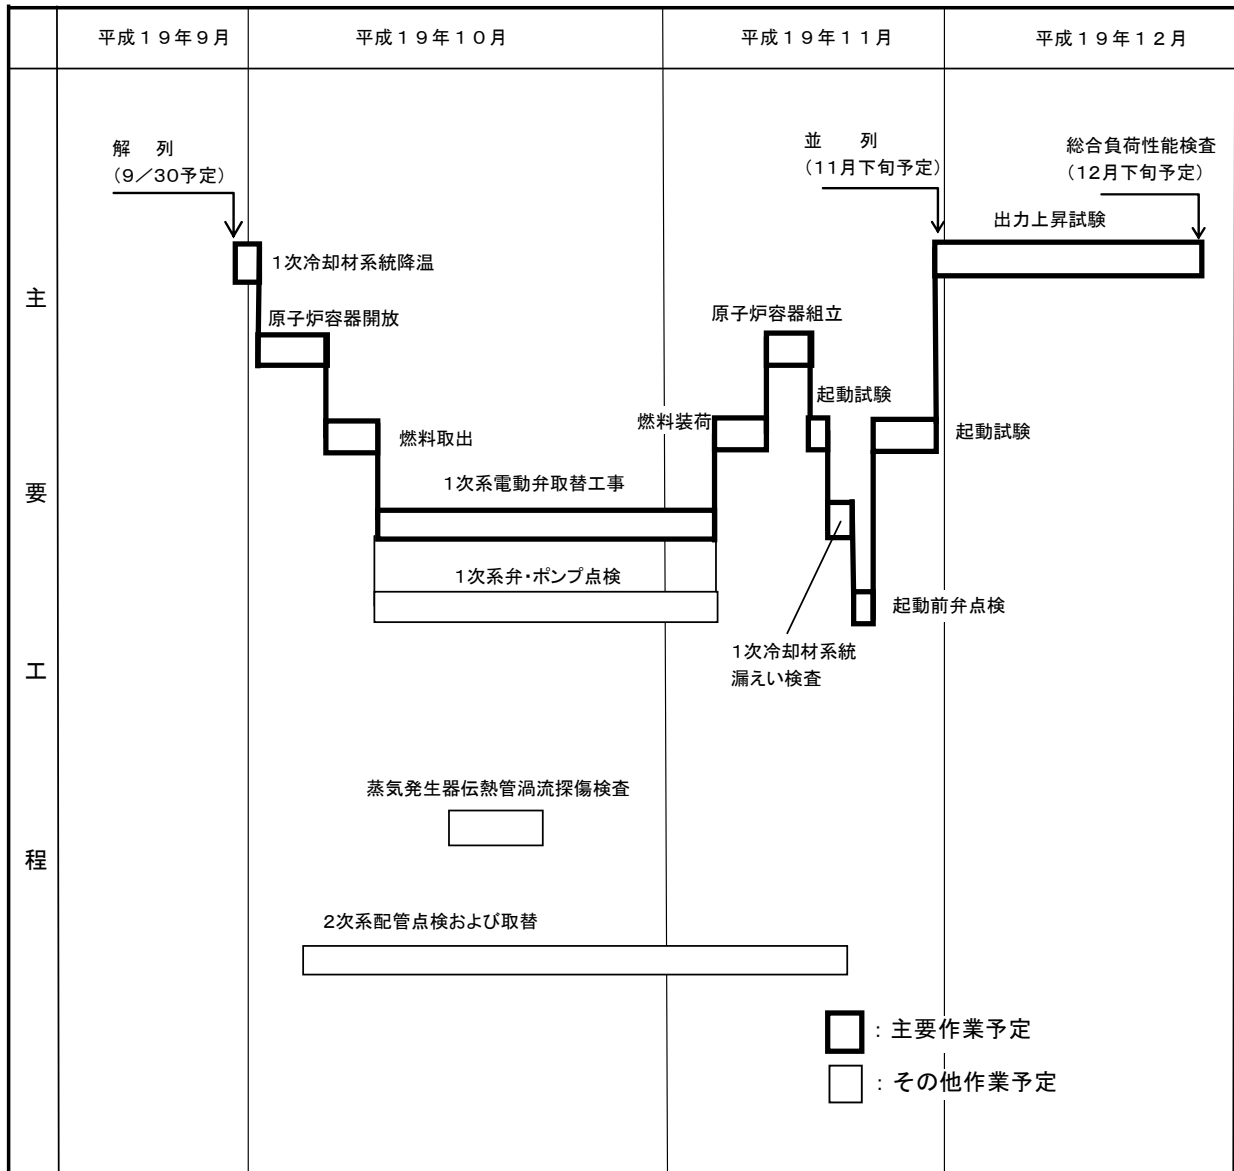 平成１９年９月
平成１９年１０月
平成１９年１１月
平成１９年１２月
解　列
（９／３０予定）
並　列
（１１月下旬予定）
総合負荷性能検査
（１２月下旬予定）
出力上昇試験
１次冷却材系統降温
原子炉容器開放
原子炉容器組立
起動試験
燃料取出
燃料装荷
起動試験
１次系電動弁取替工事
１次系弁・ポンプ点検
起動前弁点検
１次冷却材系統
漏えい検査
主要工程
蒸気発生器伝熱管渦流探傷検査
２次系配管点検および取替
：主要作業予定
：その他作業予定